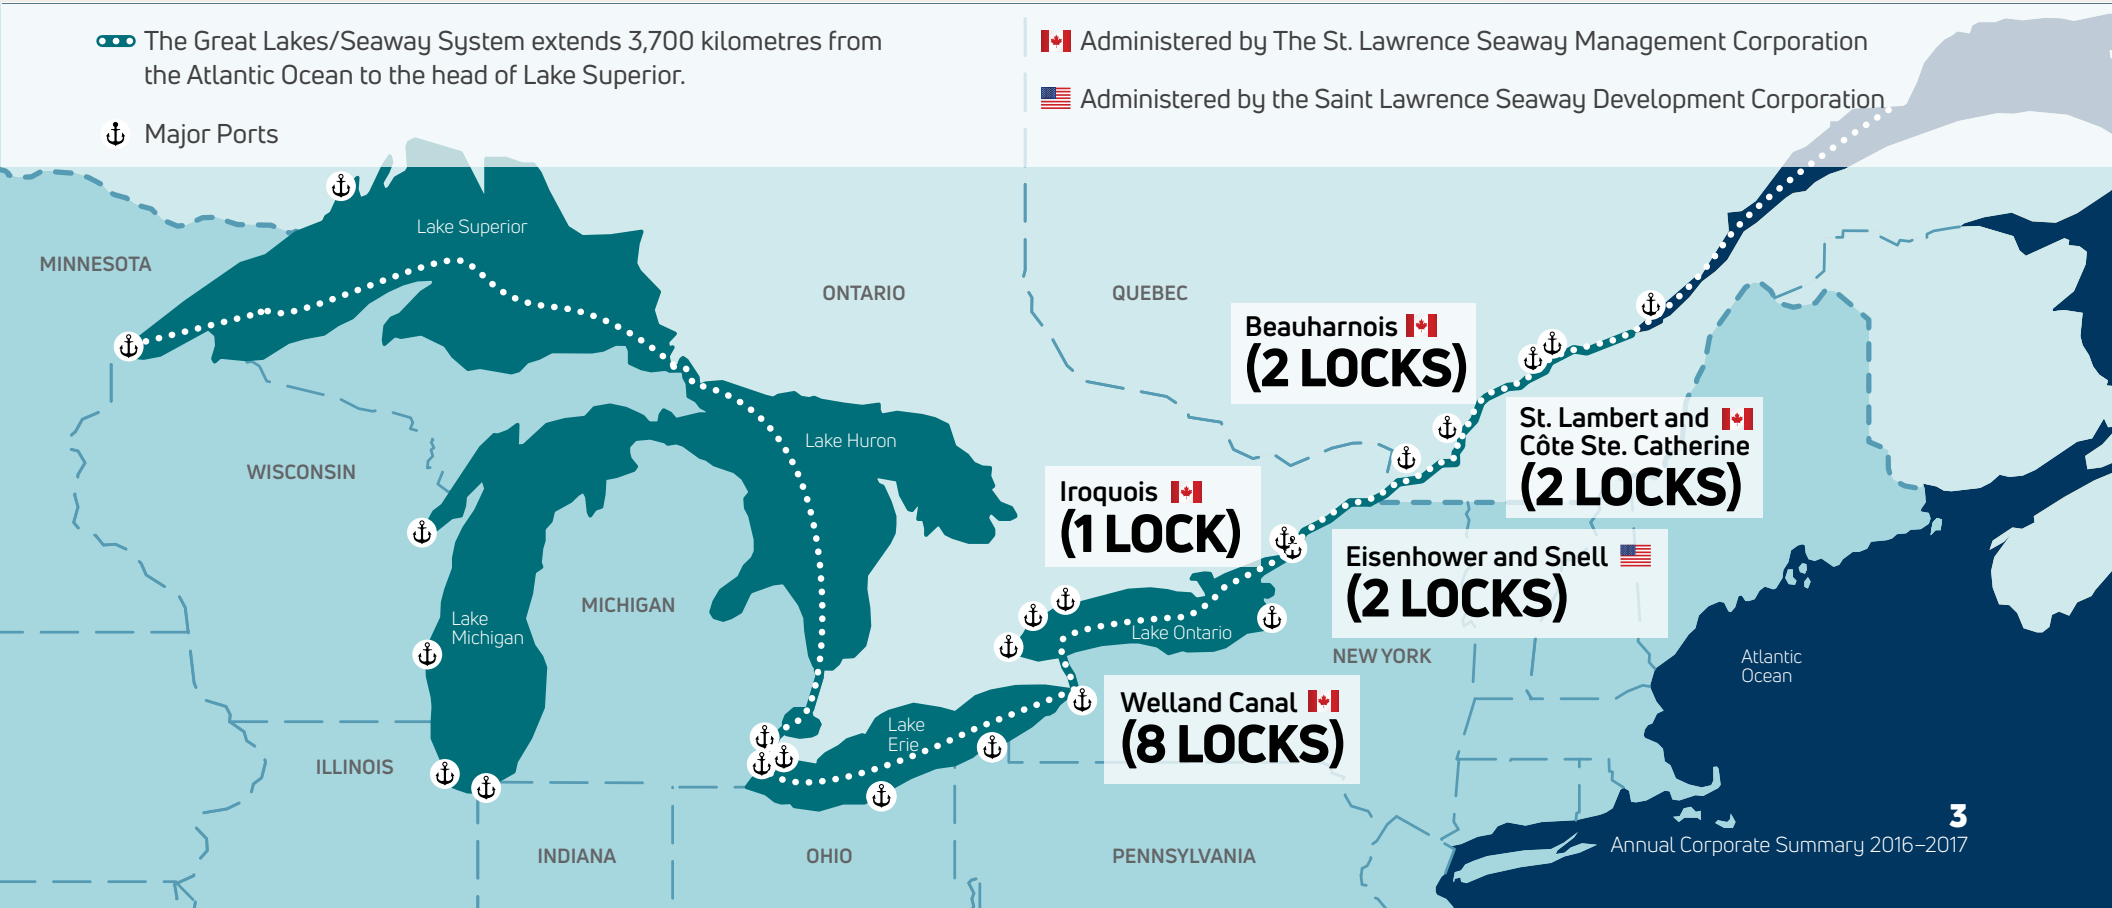 The Great Lakes/Seaway System extends 3,700 kilometres from
the Atlantic Ocean to the head of Lake Superior.
Major Ports
Administered by The St. Lawrence Seaway Management Corporation
Administered by the Saint Lawrence Seaway Development Corporation
Lake Superior
MINNESOTA
ONTARIO
QUEBEC
Beauharnois
(2 LOCKS)
St. Lambert and
Côte Ste. Catherine
(2 LOCKS)
Lake Huron
WISCONSIN
Iroquois
(1 LOCK)
Eisenhower and Snell
(2 LOCKS)
MICHIGAN
Lake
Michigan
Lake Ontario
NEW YORK
Atlantic
Ocean
Welland Canal
(8 LOCKS)
Lake
Erie
ILLINOIS
INDIANA
OHIO
PENNSYLVANIA
3
Annual Corporate Summary 2016–2017